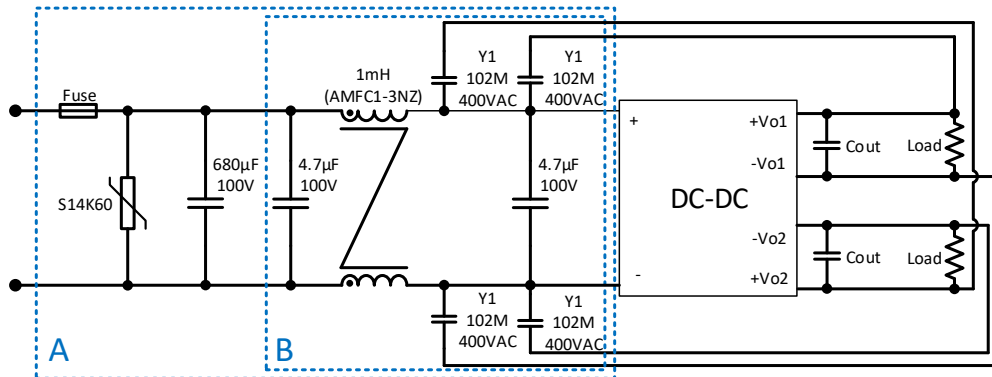 Y1
102M
400VAC
Y1
102M
400VAC
1mH
(AMFC1-3NZ)
Fuse
S14K60
680µF
100V
4.7µF
100V
4.7µF
100V
+
-
DC-DC
+Vo1
-Vo1
-Vo2
+Vo2
Cout
Load
Cout
Load
Y1
102M
400VAC
Y1
102M
400VAC
A
B